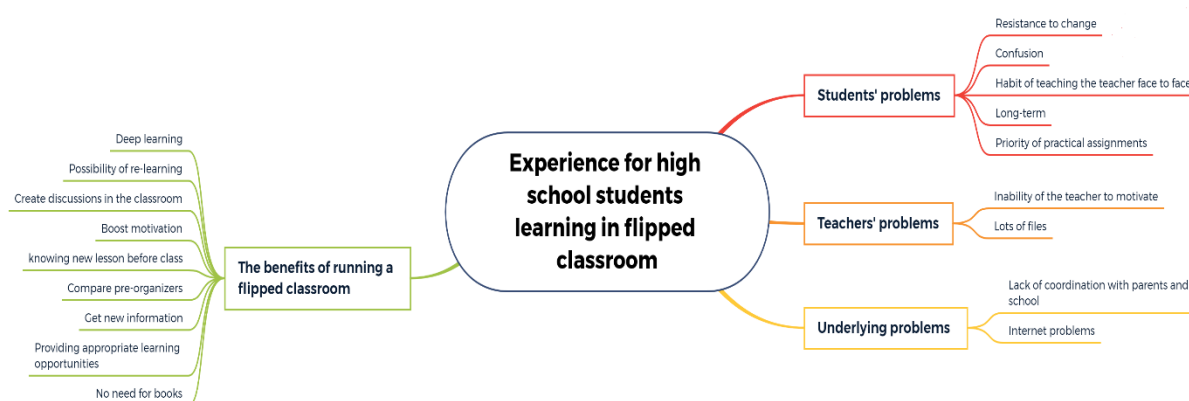 Experience for high
school students
learning in flipped
classroom
Students' problems
Resistance to change
Confusion
Habit of teaching the teacher face to face
Long-term
Priority of practical assignments
Teachers' problems
Inability of the teacher to motivate
Lots of files
Underlying problems
Lack of coordination with parents and
school
Internet problems
The benefits of running a
flipped classroom
Deep learning
Possibility of re-learning
Create discussions in the classroom
Boost motivation
knowing new lesson before class
Compare pre-organizers
Get new information
Providing appropriate learning
opportunities
No need for books